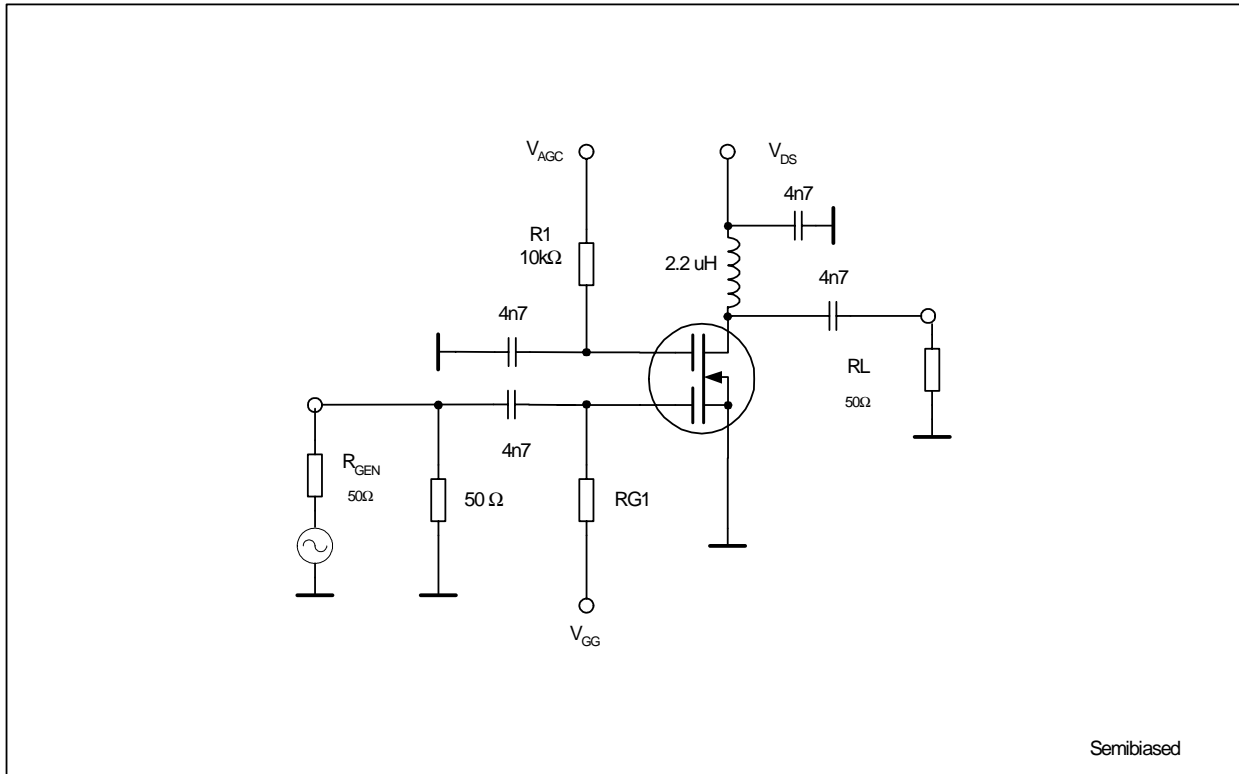 V_AGC
V_DS
4n7
R1
10kΩ
2.2 uH
4n7
4n7
RL
50Ω
4n7
R_GEN
50Ω
50 Ω
RG1
V_GG
Semibiased